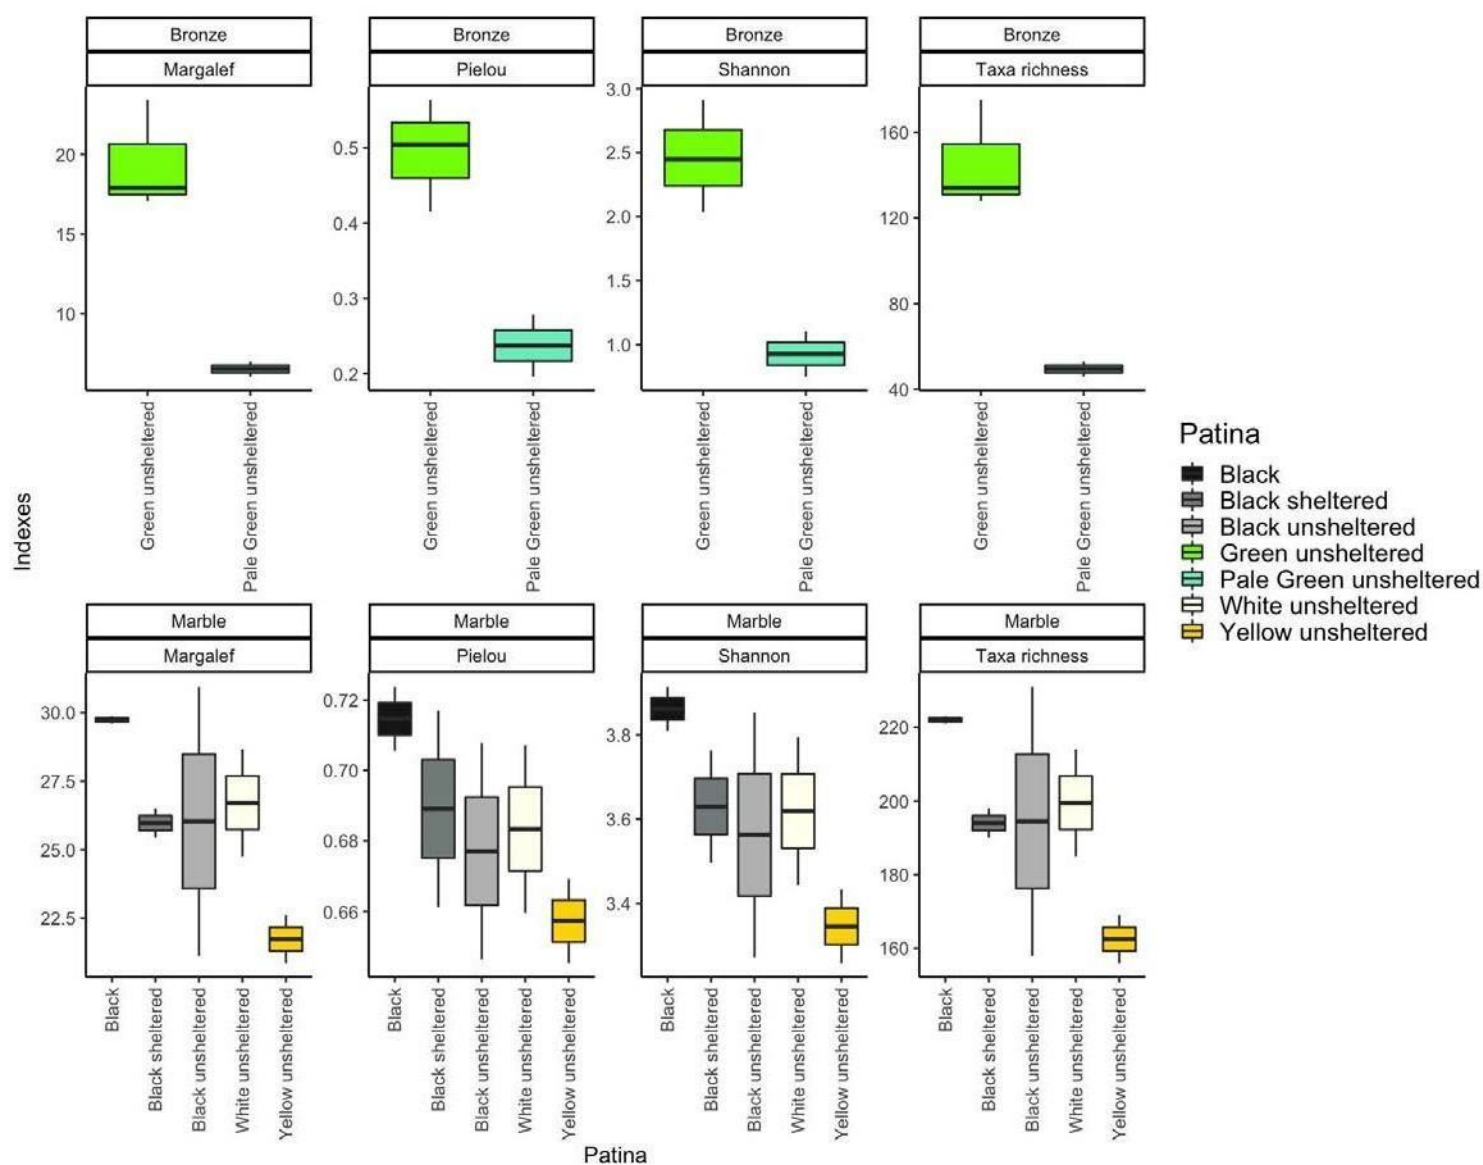 Bronze
Bronze
Bronze
Bronze
Margalef
Pielou
Shannon
Taxa richness
20
15
10
0.5
0.4
0.3
0.2
3.0
2.5
2.0
1.5
1.0
160
120
80
40
Green unsheltered
Pale Green unsheltered
Green unsheltered
Pale Green unsheltered
Green unsheltered
Pale Green unsheltered
Green unsheltered
Pale Green unsheltered
Indexes
Marble
Marble
Marble
Marble
Margalef
Pielou
Shannon
Taxa richness
30.0
27.5
25.0
22.5
0.72
0.70
0.68
0.66
3.8
3.6
3.4
220
200
180
160
Black
Black sheltered
Black unsheltered
White unsheltered
Yellow unsheltered
Black
Black sheltered
Black unsheltered
White unsheltered
Yellow unsheltered
Black
Black sheltered
Black unsheltered
White unsheltered
Yellow unsheltered
Black
Black sheltered
Black unsheltered
White unsheltered
Yellow unsheltered
Patina
Patina
Black
Black sheltered
Black unsheltered
Green unsheltered
Pale Green unsheltered
White unsheltered
Yellow unsheltered